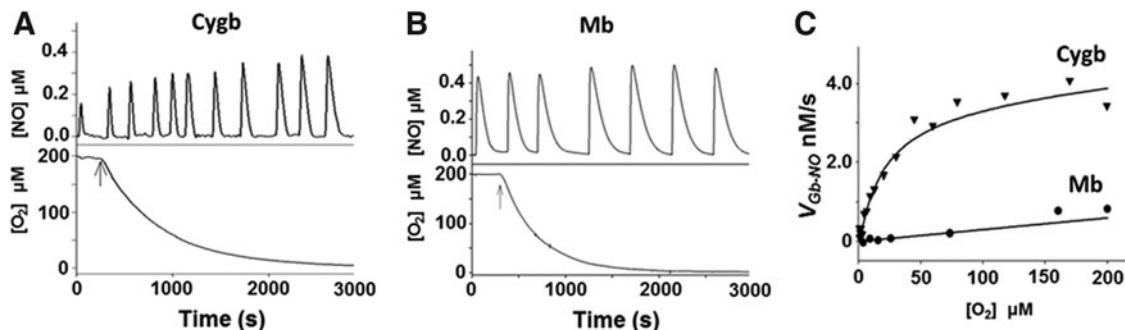 A Cygb
[NO] μM
0.4
0.2
0.0
[O₂] μM
200
100
0
0 1000 2000 3000
Time (s)
B Mb
[NO] μM
0.4
0.2
0.0
[O₂] μM
200
100
0
0 1000 2000 3000
Time (s)
C
V_Gb-NO nM/s
4.0
2.0
0
Cygb
Mb
0 50 100 150 200
[O₂] μM